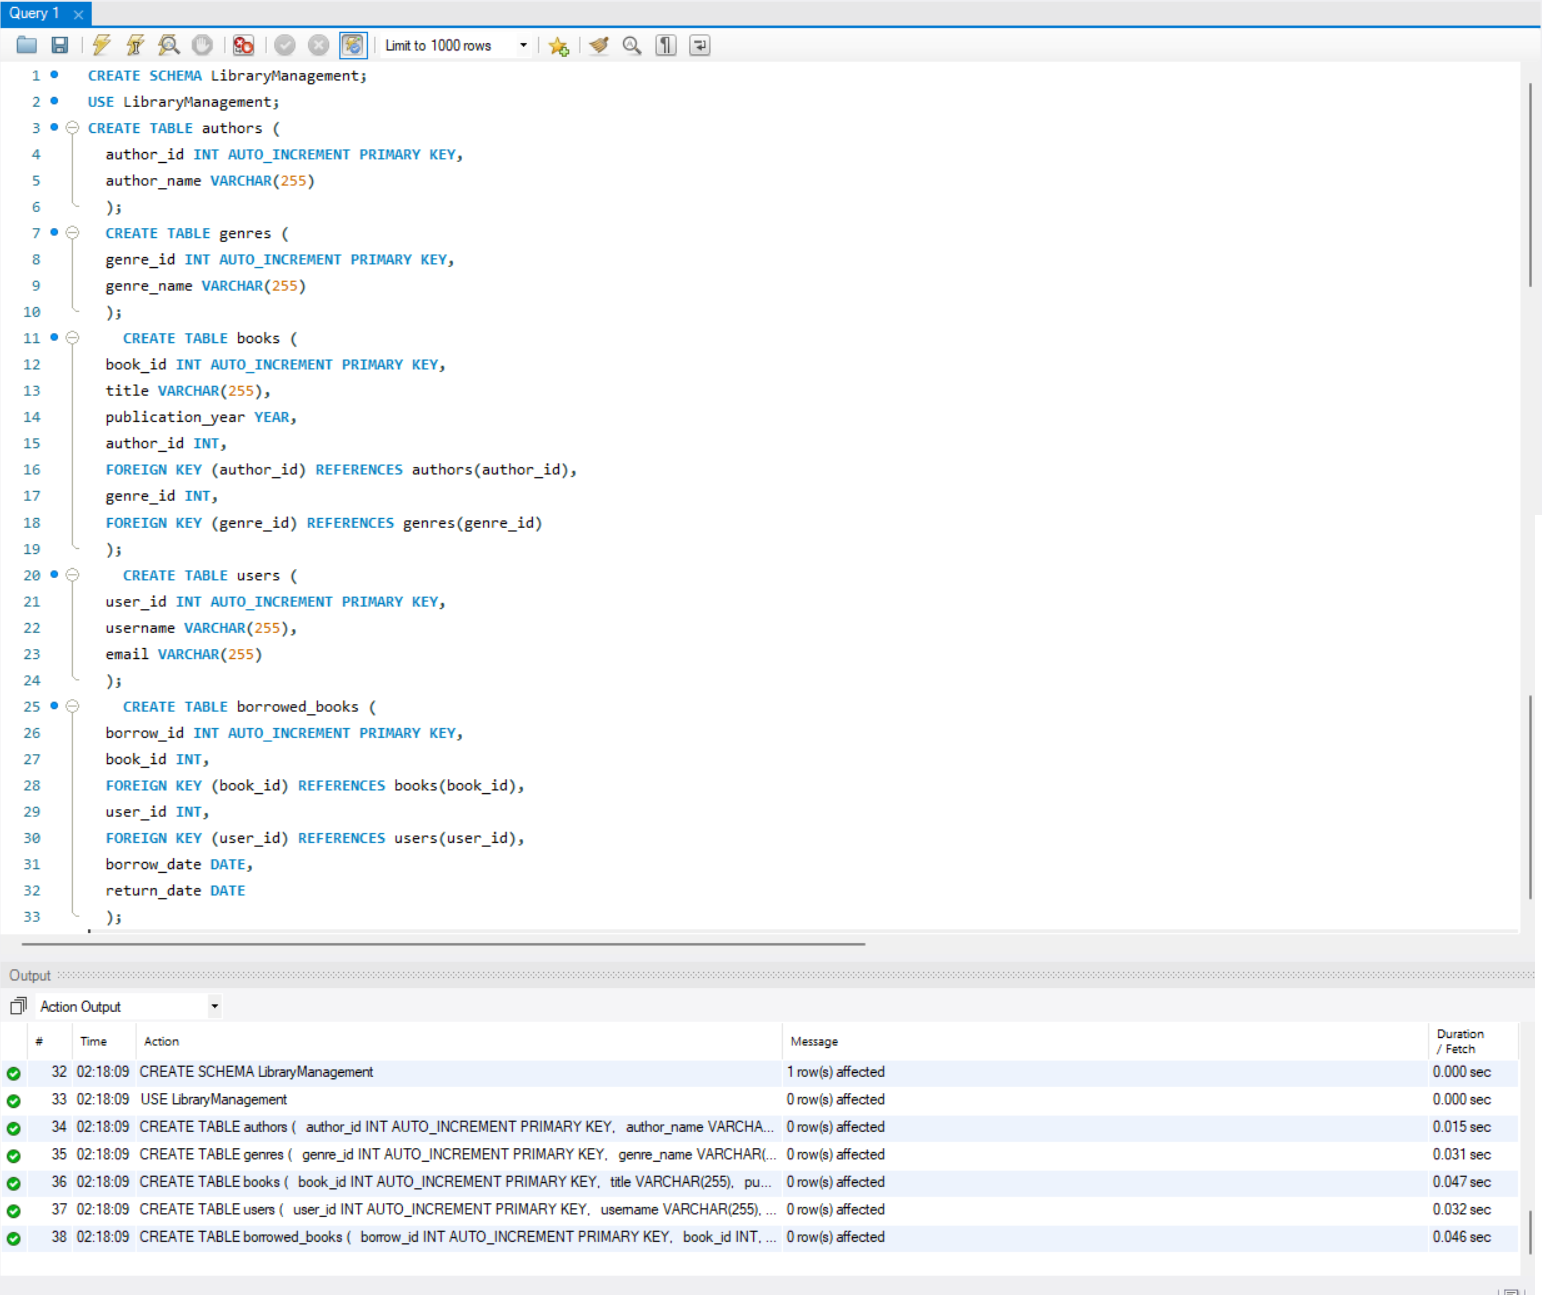 Query 1
Limit to 1000 rows
1 CREATE SCHEMA LibraryManagement;
2 USE LibraryManagement;
3 CREATE TABLE authors (
4 author_id INT AUTO_INCREMENT PRIMARY KEY,
5 author_name VARCHAR(255)
6 );
7 CREATE TABLE genres (
8 genre_id INT AUTO_INCREMENT PRIMARY KEY,
9 genre_name VARCHAR(255)
10 );
11 CREATE TABLE books (
12 book_id INT AUTO_INCREMENT PRIMARY KEY,
13 title VARCHAR(255),
14 publication_year YEAR,
15 author_id INT,
16 FOREIGN KEY (author_id) REFERENCES authors(author_id),
17 genre_id INT,
18 FOREIGN KEY (genre_id) REFERENCES genres(genre_id)
19 );
20 CREATE TABLE users (
21 user_id INT AUTO_INCREMENT PRIMARY KEY,
22 username VARCHAR(255),
23 email VARCHAR(255)
24 );
25 CREATE TABLE borrowed_books (
26 borrow_id INT AUTO_INCREMENT PRIMARY KEY,
27 book_id INT,
28 FOREIGN KEY (book_id) REFERENCES books(book_id),
29 user_id INT,
30 FOREIGN KEY (user_id) REFERENCES users(user_id),
31 borrow_date DATE,
32 return_date DATE
33 );
Output
Action Output
# Time Action Message Duration / Fetch
32 02:18:09 CREATE SCHEMA LibraryManagement 1 row(s) affected 0.000 sec
33 02:18:09 USE LibraryManagement 0 row(s) affected 0.000 sec
34 02:18:09 CREATE TABLE authors ( author_id INT AUTO_INCREMENT PRIMARY KEY, author_name VARCHA... 0 row(s) affected 0.015 sec
35 02:18:09 CREATE TABLE genres ( genre_id INT AUTO_INCREMENT PRIMARY KEY, genre_name VARCHAR(... 0 row(s) affected 0.031 sec
36 02:18:09 CREATE TABLE books ( book_id INT AUTO_INCREMENT PRIMARY KEY, title VARCHAR(255), pu... 0 row(s) affected 0.047 sec
37 02:18:09 CREATE TABLE users ( user_id INT AUTO_INCREMENT PRIMARY KEY, username VARCHAR(255), ... 0 row(s) affected 0.032 sec
38 02:18:09 CREATE TABLE borrowed_books ( borrow_id INT AUTO_INCREMENT PRIMARY KEY, book_id INT, ... 0 row(s) affected 0.046 sec